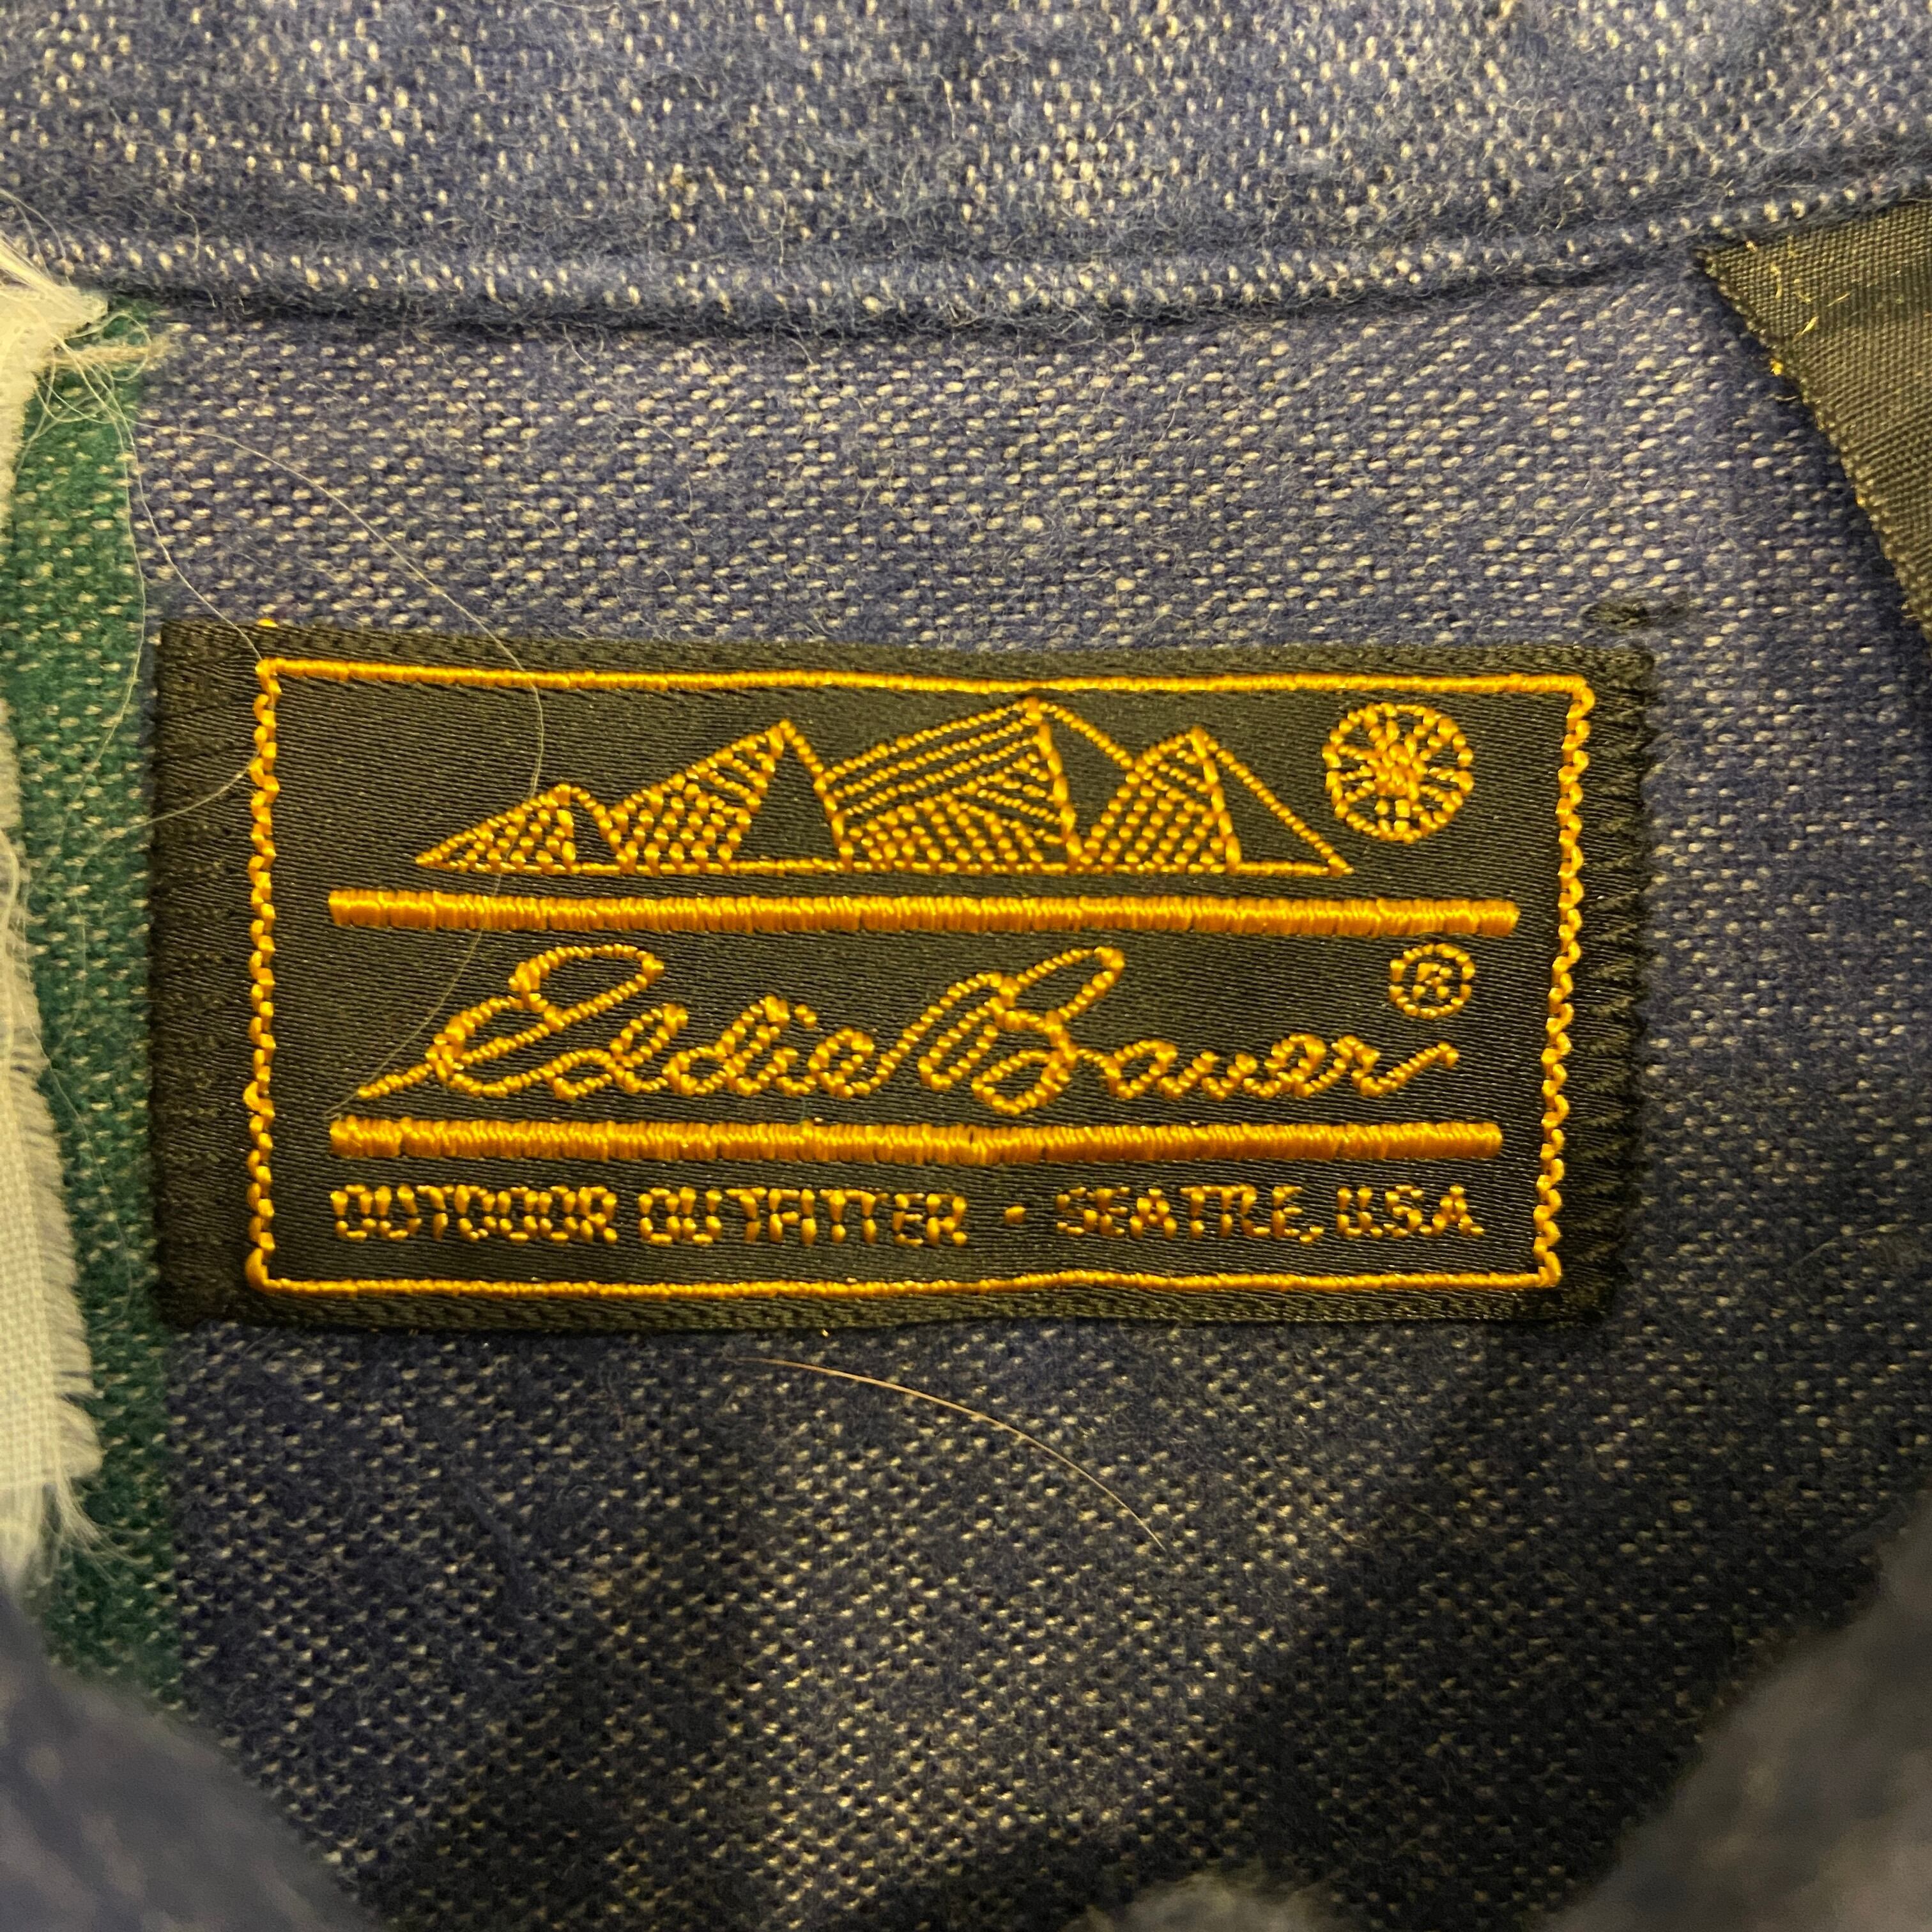 Eddie Bauer ®
OUTDOOR OUTFITTER · SEATTLE, U.S.A.